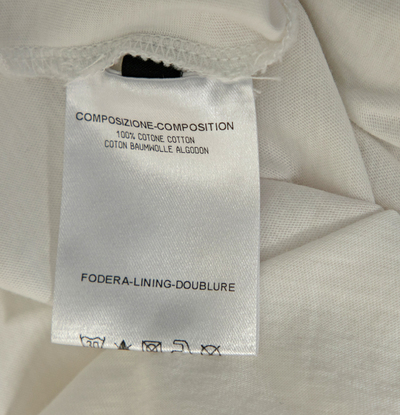 COMPOSIZIONE-COMPOSITION
100% COTONE COTTON
COTON BAUMWOLLE ALGODON
FODERA-LINING-DOUBLURE